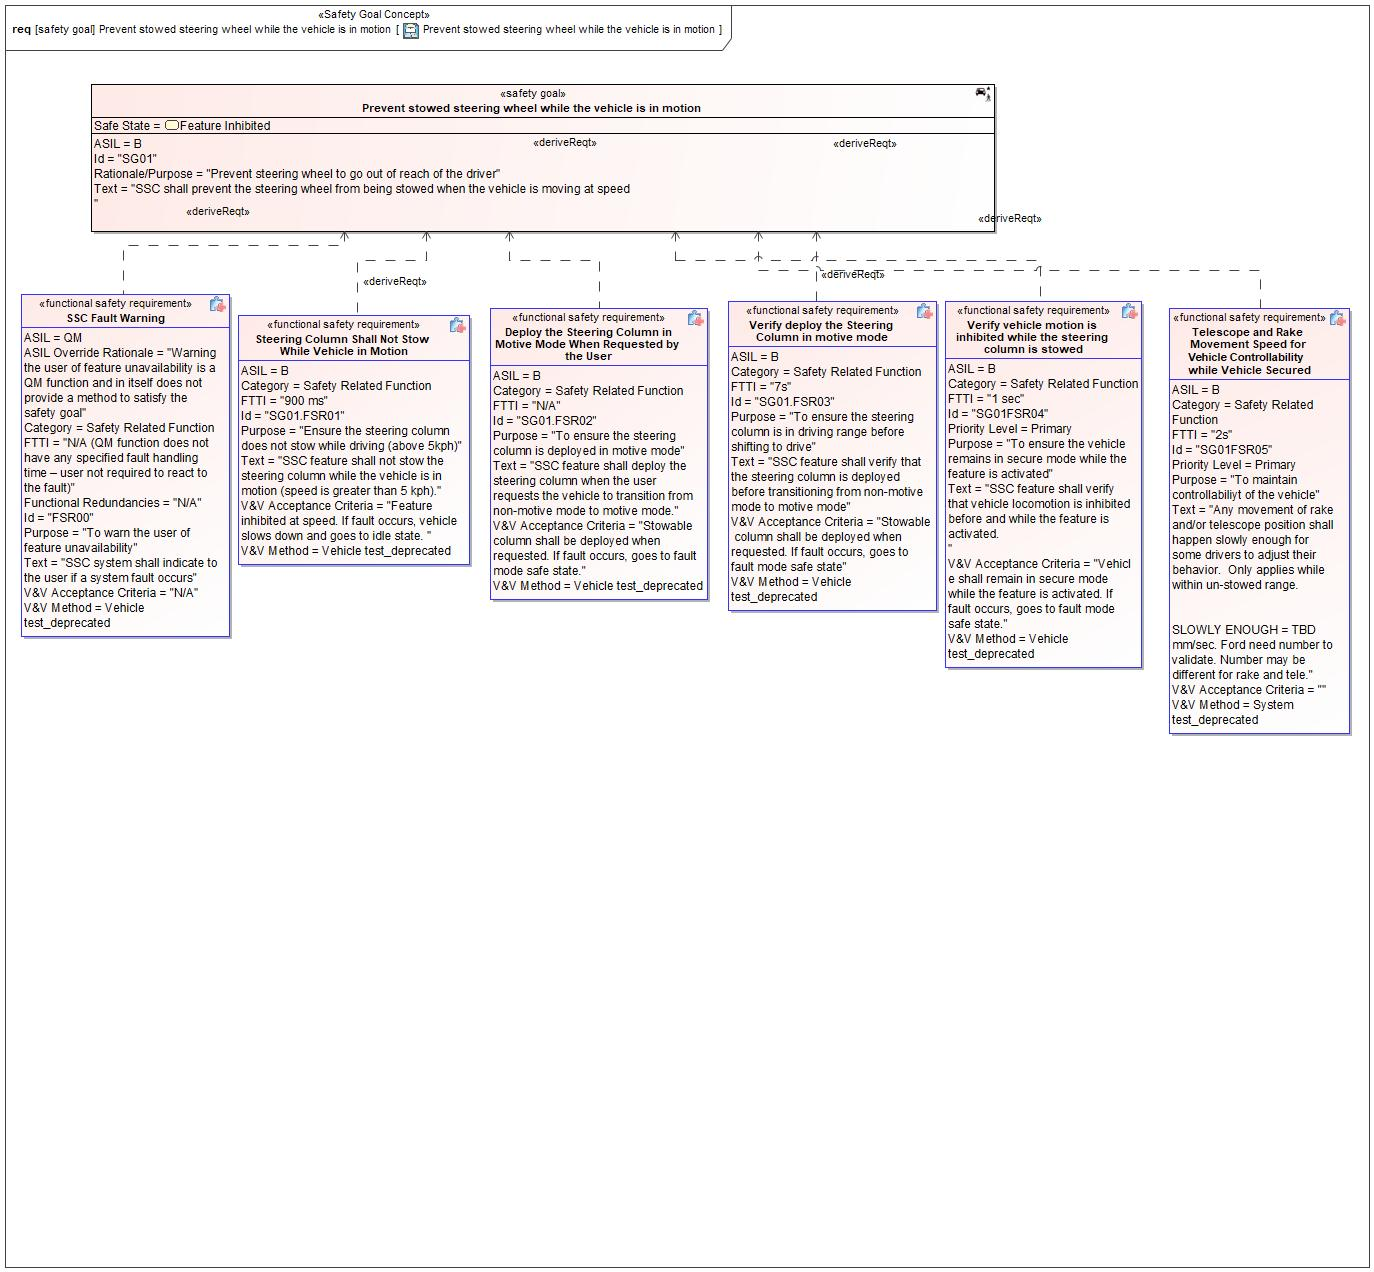 «Safety Goal Concept»
req [safety goal] Prevent stowed steering wheel while the vehicle is in motion [ Prevent stowed steering wheel while the vehicle is in motion ]
«safety goal»
Prevent stowed steering wheel while the vehicle is in motion
Safe State = Feature Inhibited
ASIL = B
Id = "SG01"
Rationale/Purpose = "Prevent steering wheel to go out of reach of the driver"
Text = "SSC shall prevent the steering wheel from being stowed when the vehicle is moving at speed
"
«deriveReqt»
«deriveReqt»
«deriveReqt»
«deriveReqt»
«deriveReqt»
«deriveReqt»
«functional safety requirement»
SSC Fault Warning
ASIL = QM
ASIL Override Rationale = "Warning
the user of feature unavailability is a
QM function and in itself does not
provide a method to satisfy the
safety goal"
Category = Safety Related Function
FTTI = "N/A (QM function does not
have any specified fault handling
time – user not required to react to
the fault)"
Functional Redundancies = "N/A"
Id = "FSR00"
Purpose = "To warn the user of
feature unavailability"
Text = "SSC system shall indicate to
the user if a system fault occurs"
V&V Acceptance Criteria = "N/A"
V&V Method = Vehicle
test_deprecated
«functional safety requirement»
Steering Column Shall Not Stow
While Vehicle in Motion
ASIL = B
Category = Safety Related Function
FTTI = "900 ms"
Id = "SG01.FSR01"
Purpose = "Ensure the steering column
does not stow while driving (above 5kph)"
Text = "SSC feature shall not stow the
steering column while the vehicle is in
motion (speed is greater than 5 kph)."
V&V Acceptance Criteria = "Feature
inhibited at speed. If fault occurs, vehicle
slows down and goes to idle state. "
V&V Method = Vehicle test_deprecated
«functional safety requirement»
Deploy the Steering Column in
Motive Mode When Requested by
the User
ASIL = B
Category = Safety Related Function
FTTI = "N/A"
Id = "SG01.FSR02"
Purpose = "To ensure the steering
column is deployed in motive mode"
Text = "SSC feature shall deploy the
steering column when the user
requests the vehicle to transition from
non-motive mode to motive mode."
V&V Acceptance Criteria = "Stowable
column shall be deployed when
requested. If fault occurs, goes to fault
mode safe state."
V&V Method = Vehicle test_deprecated
«functional safety requirement»
Verify deploy the Steering
Column in motive mode
ASIL = B
Category = Safety Related Function
FTTI = "7s"
Id = "SG01.FSR03"
Purpose = "To ensure the steering
column is in driving range before
shifting to drive"
Text = "SSC feature shall verify that
the steering column is deployed
before transitioning from non-motive
mode to motive mode"
V&V Acceptance Criteria = "Stowable
column shall be deployed when
requested. If fault occurs, goes to
fault mode safe state"
V&V Method = Vehicle
test_deprecated
«functional safety requirement»
Verify vehicle motion is
inhibited while the steering
column is stowed
ASIL = B
Category = Safety Related Function
FTTI = "1 sec"
Id = "SG01FSR04"
Priority Level = Primary
Purpose = "To ensure the vehicle
remains in secure mode while the
feature is activated"
Text = "SSC feature shall verify
that vehicle locomotion is inhibited
before and while the feature is
activated.
"
V&V Acceptance Criteria = "Vehicl
e shall remain in secure mode
while the feature is activated. If
fault occurs, goes to fault mode
safe state."
V&V Method = Vehicle
test_deprecated
«functional safety requirement»
Telescope and Rake
Movement Speed for
Vehicle Controllability
while Vehicle Secured
ASIL = B
Category = Safety Related
Function
FTTI = "2s"
Id = "SG01FSR05"
Priority Level = Primary
Purpose = "To maintain
controllabiliyt of the vehicle"
Text = "Any movement of rake
and/or telescope position shall
happen slowly enough for
some drivers to adjust their
behavior.  Only applies while
within un-stowed range.
SLOWLY ENOUGH = TBD
mm/sec. Ford need number to
validate. Number may be
different for rake and tele."
V&V Acceptance Criteria = ""
V&V Method = System
test_deprecated